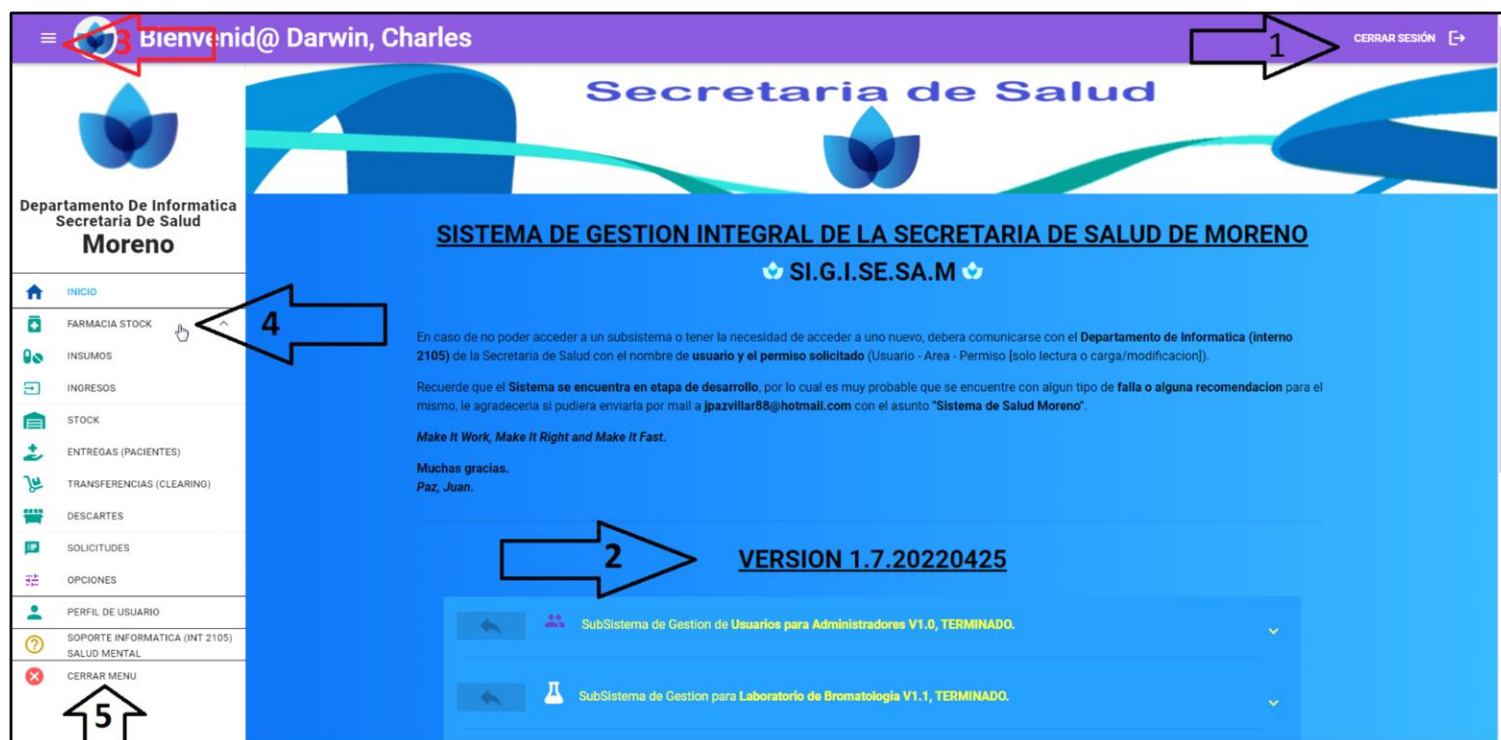 3 Bienvenid@ Darwin, Charles
1 CERRAR SESIÓN
Secretaria de Salud
Departamento De Informatica
Secretaria De Salud
Moreno
INICIO
FARMACIA STOCK
4
INSUMOS
INGRESOS
STOCK
ENTREGAS (PACIENTES)
TRANSFERENCIAS (CLEARING)
DESCARTES
SOLICITUDES
OPCIONES
PERFIL DE USUARIO
SOPORTE INFORMATICA (INT 2105)
SALUD MENTAL
CERRAR MENU
5
SISTEMA DE GESTION INTEGRAL DE LA SECRETARIA DE SALUD DE MORENO
SI.G.I.SE.SA.M
En caso de no poder acceder a un subsistema o tener la necesidad de acceder a uno nuevo, debera comunicarse con el Departamento de Informatica (interno
2105) de la Secretaria de Salud con el nombre de usuario y el permiso solicitado (Usuario - Area - Permiso [solo lectura o carga/modificacion]).
Recuerde que el Sistema se encuentra en etapa de desarrollo, por lo cual es muy probable que se encuentre con algun tipo de falla o alguna recomendacion para el
mismo, le agradeceria si pudiera enviarla por mail a jpazvillar88@hotmail.com con el asunto "Sistema de Salud Moreno".
Make It Work, Make It Right and Make It Fast.
Muchas gracias.
Paz, Juan.
2 VERSION 1.7.20220425
SubSistema de Gestion de Usuarios para Administradores V1.0, TERMINADO.
SubSistema de Gestion para Laboratorio de Bromatologia V1.1, TERMINADO.